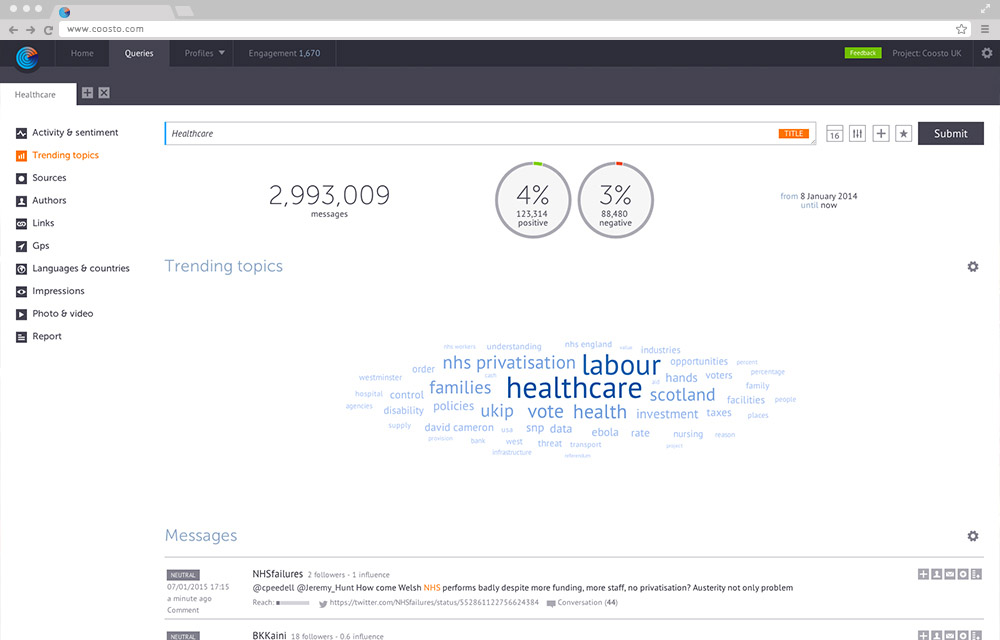 www.coosto.com
Home Queries Profiles Engagement 1,670 Feedback Project: Coosto UK
Healthcare
Activity & sentiment
Trending topics
Sources
Authors
Links
Gps
Languages & countries
Impressions
Photo & video
Report
Healthcare TITLE 16 Submit
2,993,009
messages
4%
123,314
positive
3%
88,480
negative
from 8 January 2014
until now
Trending topics
nhs workers understanding nhs england value industries
order nhs privatisation labour opportunities percent
westminster cash families healthcare aid hands voters percentage
hospital control scotland family
agencies disability policies ukip vote health investment taxes facilities people
places
supply david cameron usa snp data ebola rate nursing reason
provision bank west threat transport project
infrastructure referendum
Messages
NEUTRAL NHSfailures 2 followers - 1 influence
07/01/2015 17:15 @cpeedell @Jeremy_Hunt How come Welsh NHS performs badly despite more funding, more staff, no privatisation? Austerity not only problem
a minute ago
Comment Reach: https://twitter.com/NHSfailures/status/552861122756624384 Conversation (44)
NEUTRAL BKKaini 18 followers - 0.6 influence